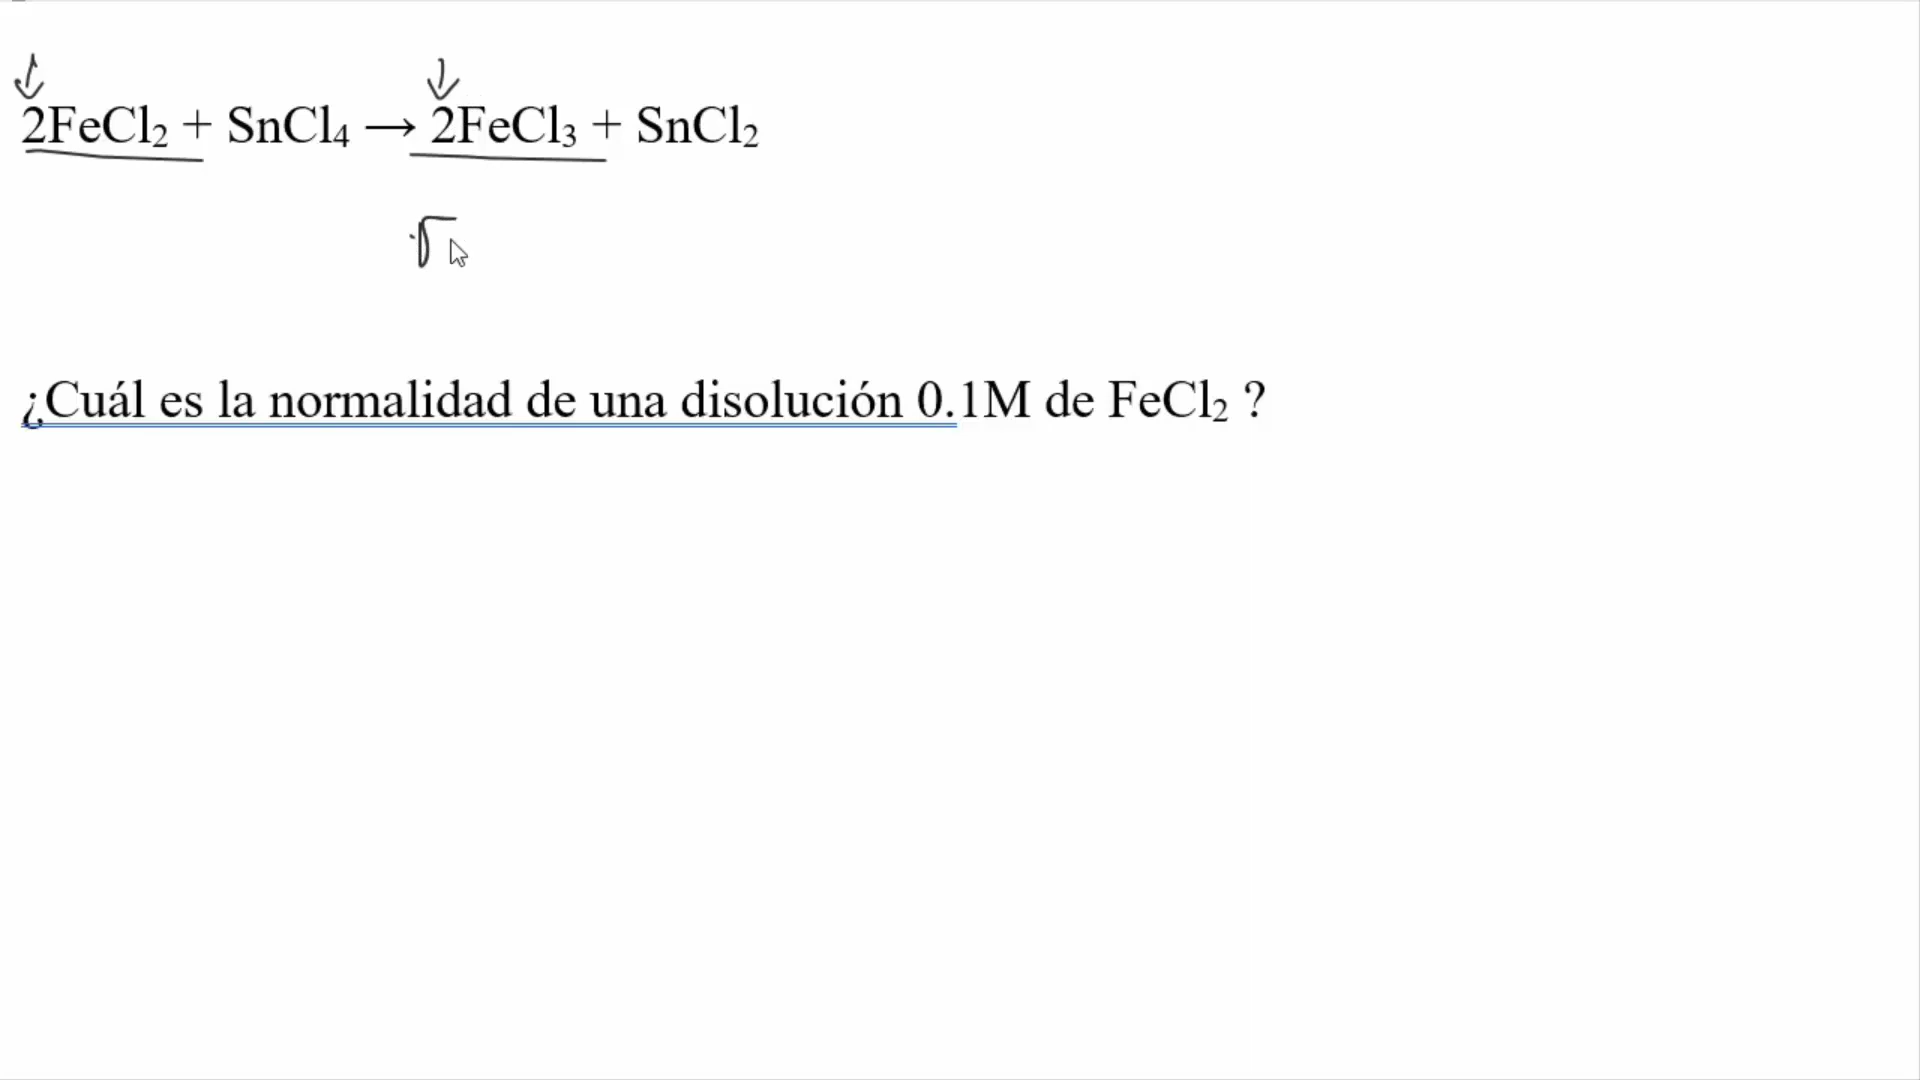 2FeCl₂ + SnCl₄ → 2FeCl₃ + SnCl₂
¿Cuál es la normalidad de una disolución 0.1M de FeCl₂ ?